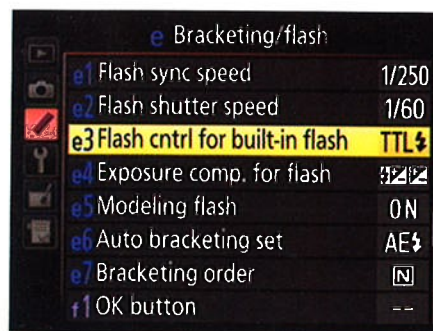 e Bracketing/flash
e1 Flash sync speed 1/250
e2 Flash shutter speed 1/60
e3 Flash cntrl for built-in flash TTL⚡
e4 Exposure comp. for flash
e5 Modeling flash ON
e6 Auto bracketing set AE⚡
e7 Bracketing order N
f1 OK button --